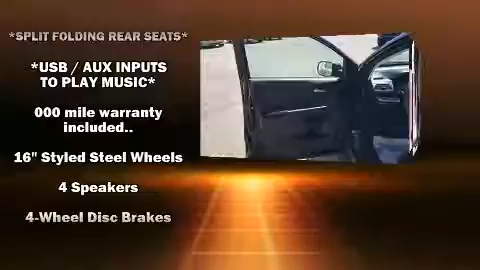 *SPLIT FOLDING REAR SEATS*
*USB / AUX INPUTS
TO PLAY MUSIC*
000 mile warranty
included..
16" Styled Steel Wheels
4 Speakers
4-Wheel Disc Brakes